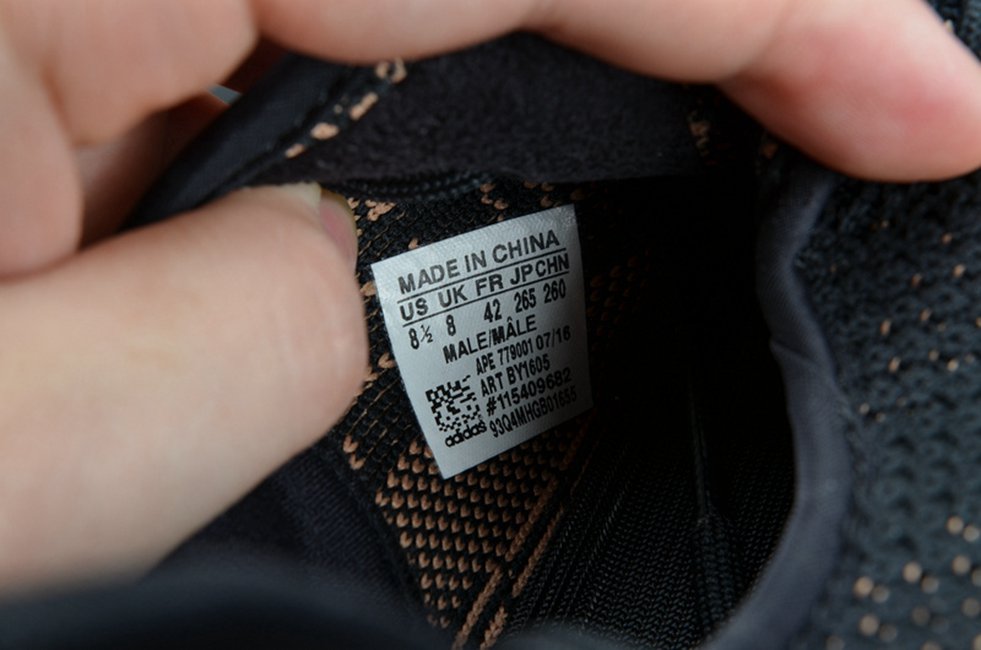 MADE IN CHINA
US UK FR JP CHN
8½ 8 42 265 260
MALE/MÂLE
APE 779001 07/16
ART BY1605
#115409682
93Q4MHGB01655
adidas